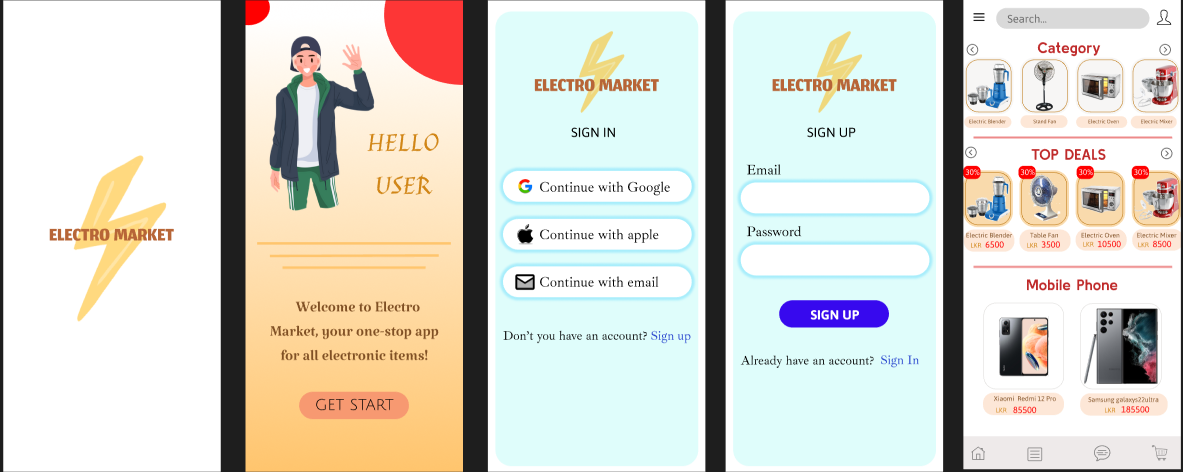 ELECTRO MARKET
HELLO
USER
Welcome to Electro
Market, your one-stop app
for all electronic items!
GET START
ELECTRO MARKET
SIGN IN
Continue with Google
Continue with apple
Continue with email
Don't you have an account? Sign up
ELECTRO MARKET
SIGN UP
Email
Password
SIGN UP
Already have an account? Sign In
Search...
Category
Electric Blender
Stand Fan
Electric Oven
Electric Mixer
TOP DEALS
30%
30%
30%
30%
Electric Blender
LKR 6500
Table Fan
LKR 3500
Electric Oven
LKR 10500
Electric Mixer
LKR 8500
Mobile Phone
Xiaomi Redmi 12 Pro
LKR 85500
Samsung galaxys22ultra
LKR 185500